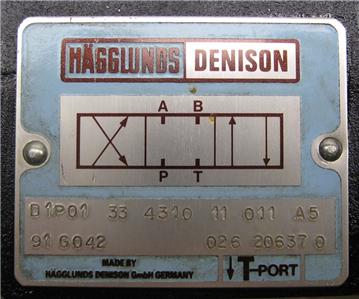 HÄGGLUNDS DENISON
A B
P T
D1P01 33 4310 11 011 A5
91 G042 026 20637 0
MADE BY
HÄGGLUNDS DENISON GmbH GERMANY
T-PORT